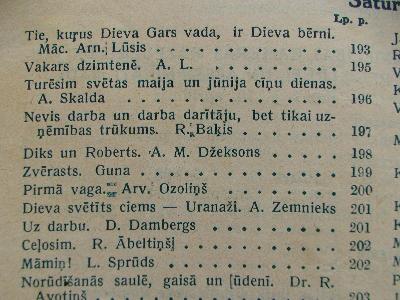 Satur
Lp. p.
Tie, kuŗus Dieva Gars vada, ir Dieva bērni.
Māc. Arn. Lūsis . . . . . . . . . . 193
Vakars dzimtenē. A. L. . . . . . . . 195
Turēsim svētas maija un jūnija cīņu dienas.
A. Skalda . . . . . . . . . . . . 196
Nevis darba un darba darītāju, bet tikai uz-
ņēmības trūkums. R. Baķis . . . . . 197
Diks un Roberts. A. M. Džeksons . . . . 198
Zvērasts. Guna . . . . . . . . . . . 199
Pirmā vaga. Arv. Ozoliņš . . . . . . 200
Dieva svētīts ciems — Uranaži. A. Zemnieks 201
Uz darbu. D. Dambergs . . . . . . . 201
Ceļosim. R. Ābeltiņš . . . . . . . . 202
Māmiņ! L. Sprūds . . . . . . . . . . 202
Norūdīšanās saulē, gaisā un ūdenī. Dr. R.
Avotiņš